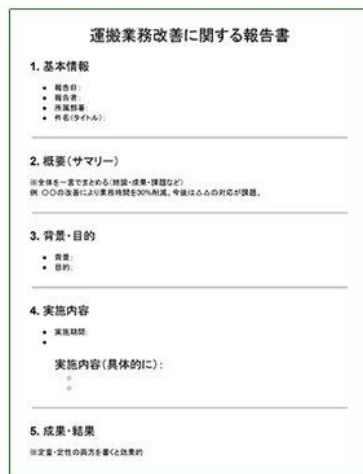 運搬業務改善に関する報告書
1. 基本情報
• 報告日:
• 報告者:
• 所属部署:
• 件名(タイトル):
2. 概要(サマリー)
※全体を一言でまとめる(結論・成果・課題など)
例:〇〇の改善により業務時間を30%削減。今後は△△の対応が課題。
3. 背景・目的
• 背景:
• 目的:
4. 実施内容
• 実施期間:
•
実施内容(具体的に):
○
○
5. 成果・結果
※定量・定性の両方を書くと効果的